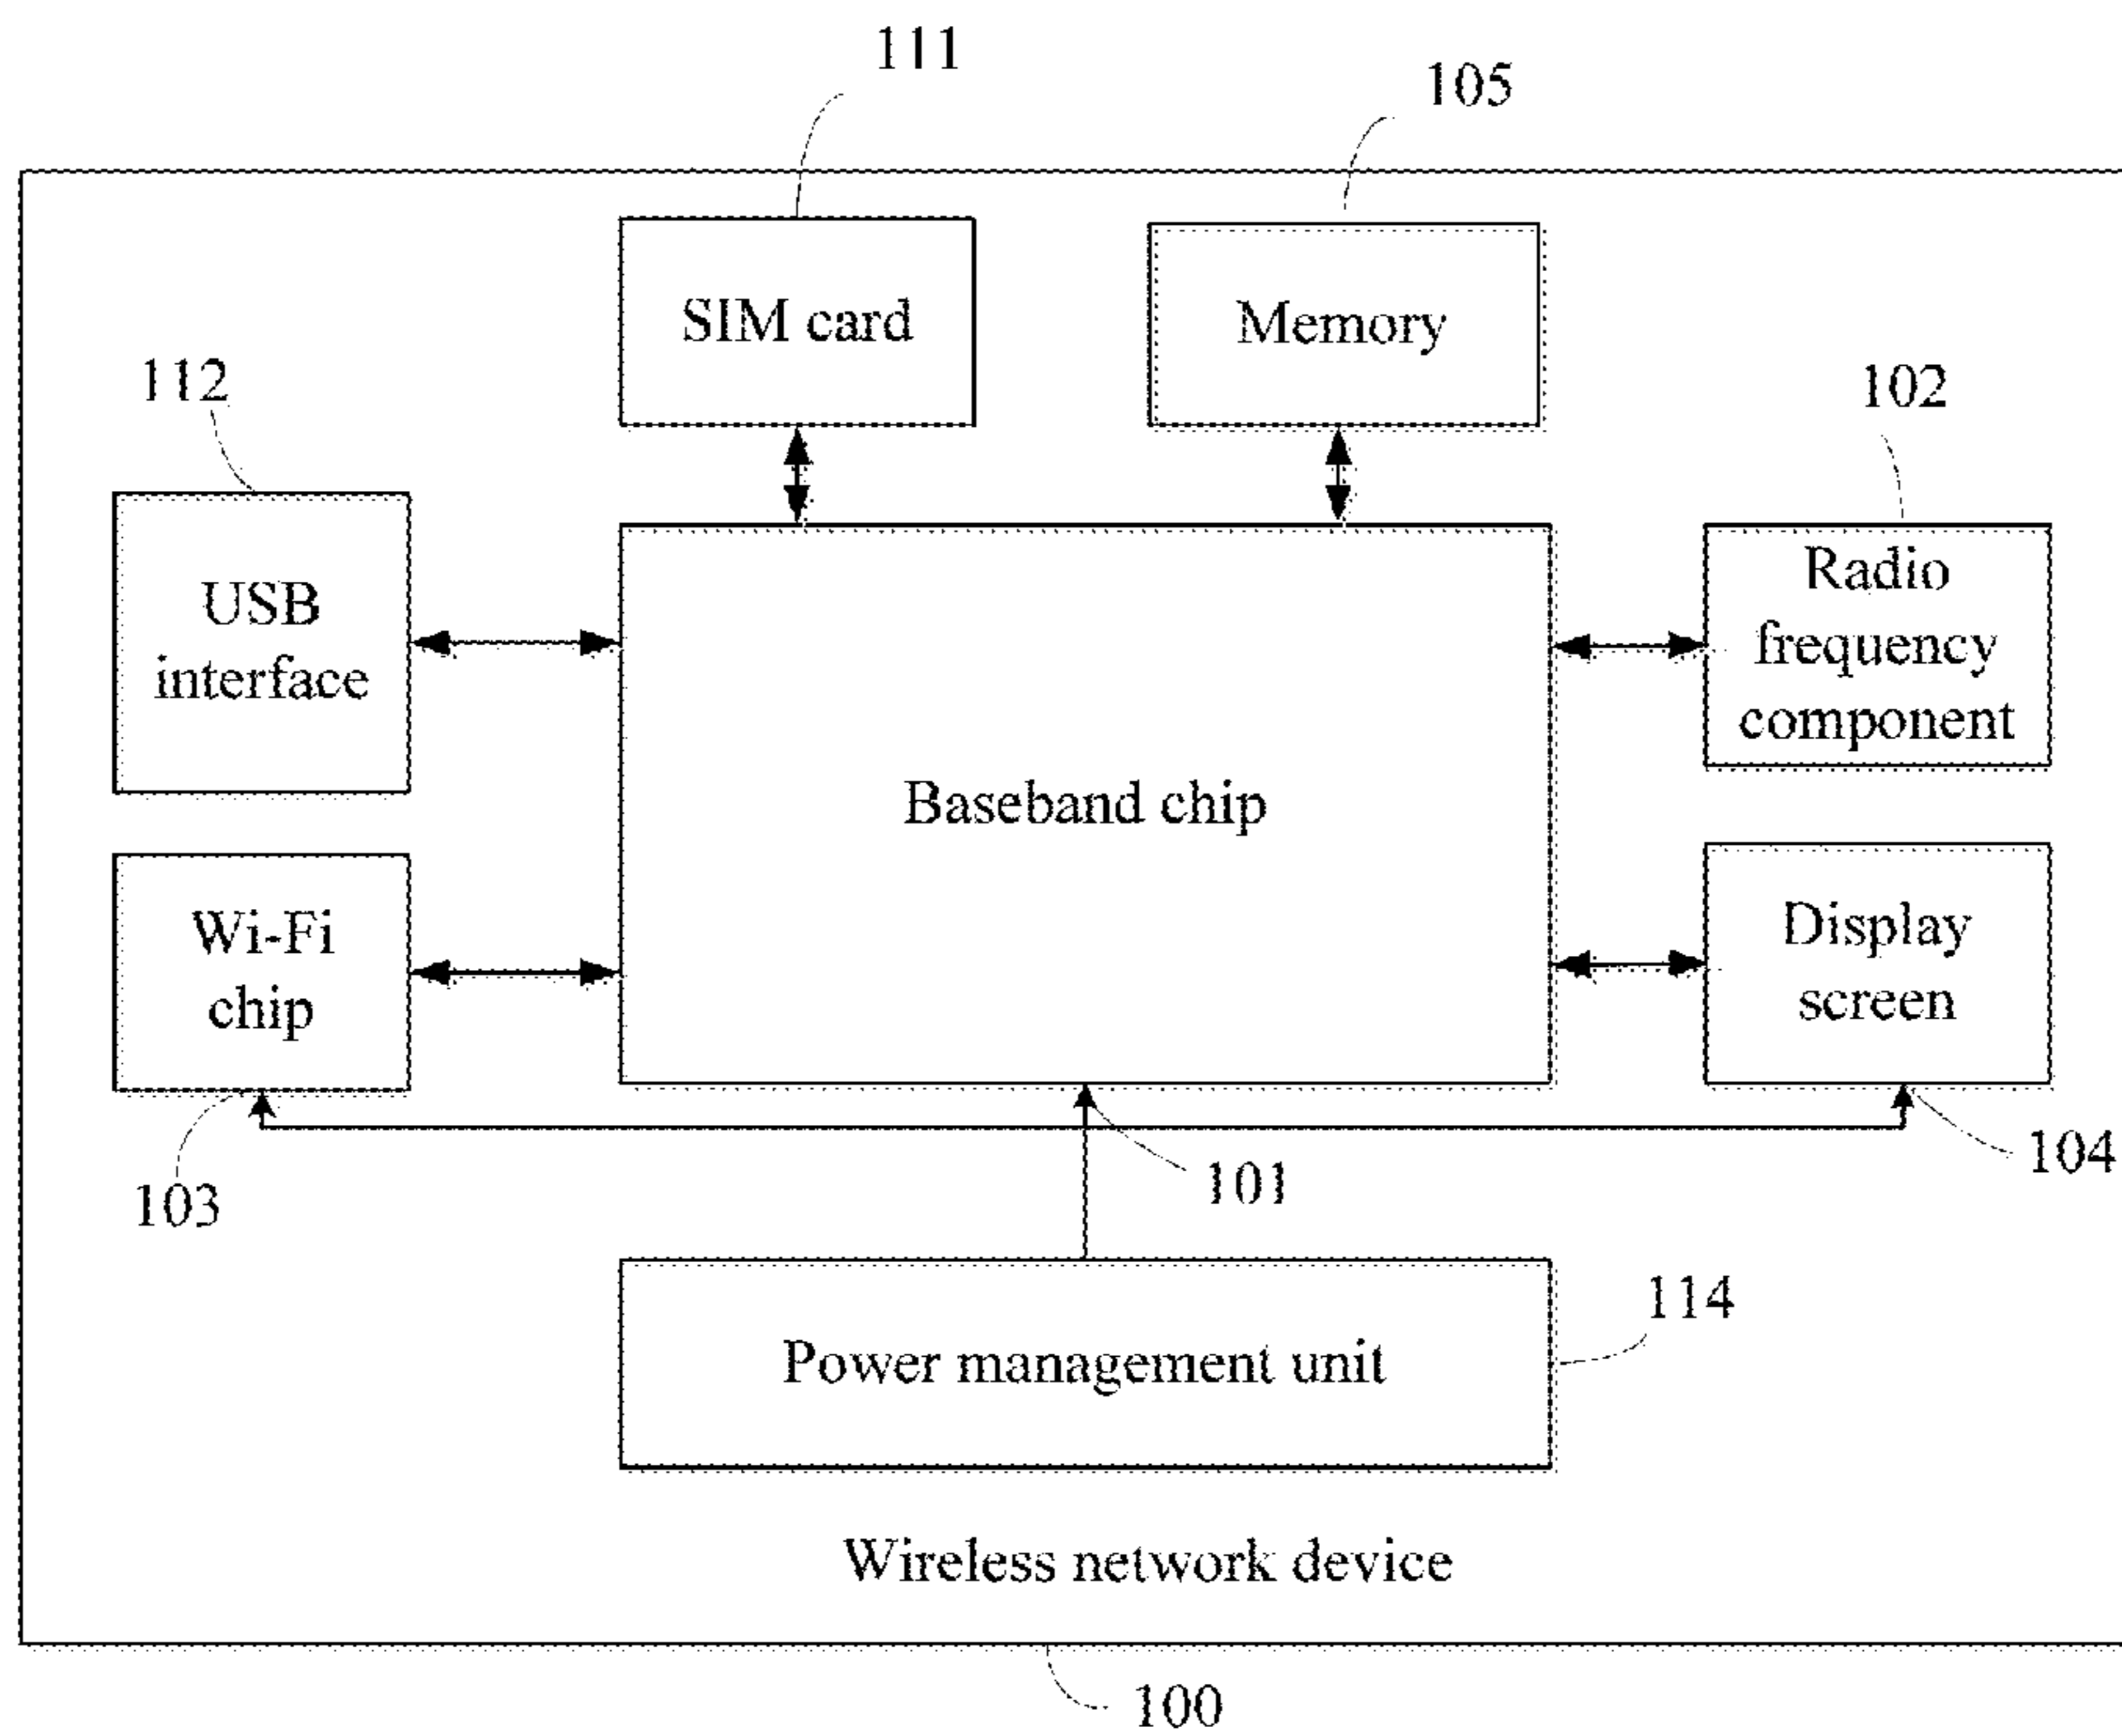 111
105
SIM card
Memory
112
102
USB
interface
Radio
frequency
component
Baseband chip
Wi-Fi
chip
Display
screen
103
101
104
114
Power management unit
Wireless network device
100